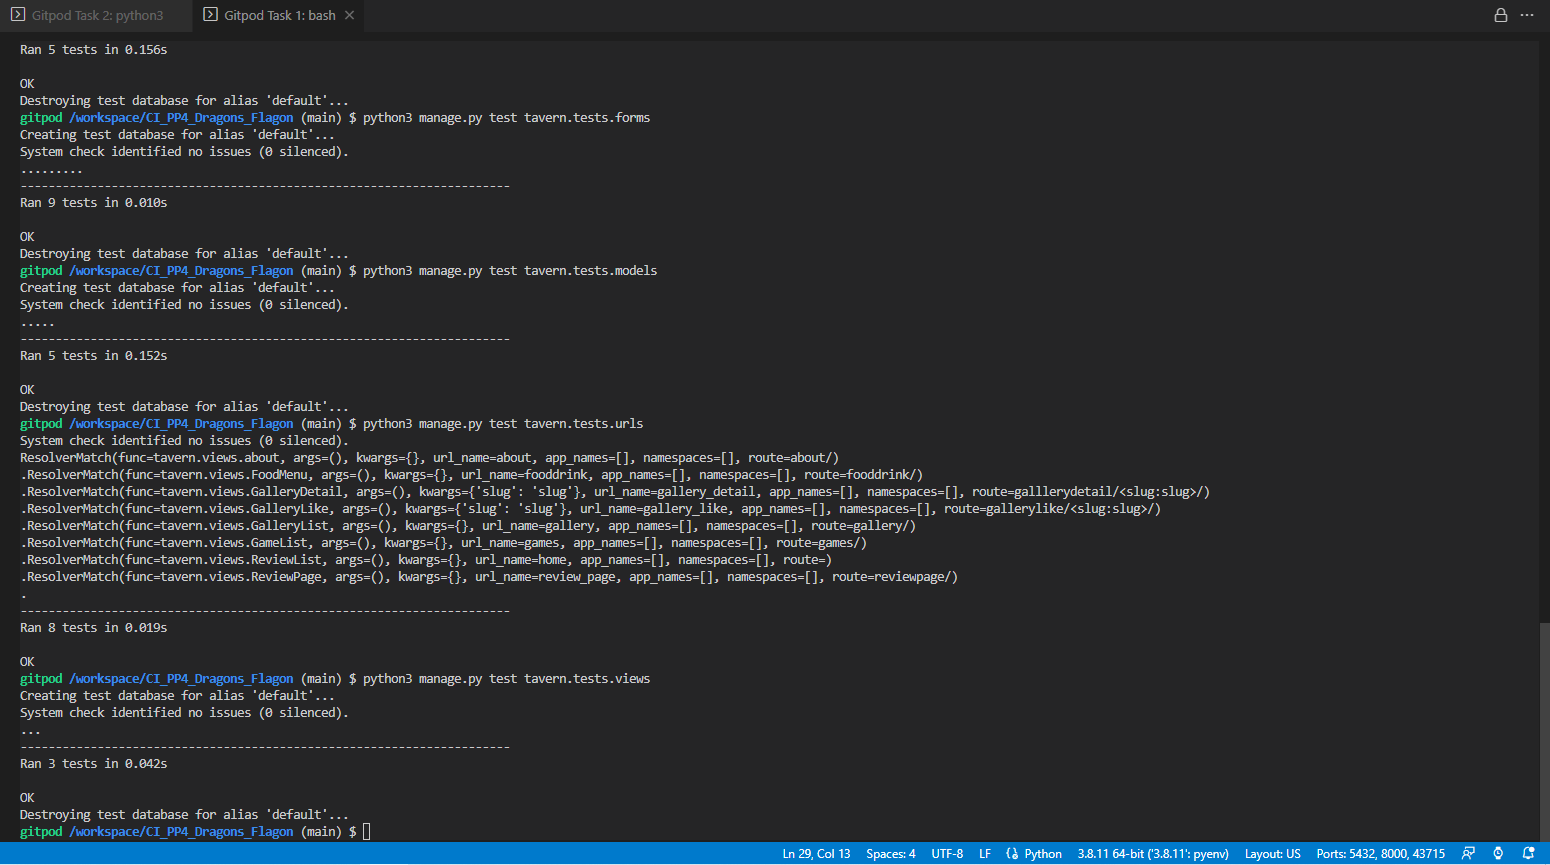 Gitpod Task 2: python3
Gitpod Task 1: bash
Ran 5 tests in 0.156s
OK
Destroying test database for alias 'default'...
gitpod /workspace/CI_PP4_Dragons_Flagon (main) $ python3 manage.py test tavern.tests.forms
Creating test database for alias 'default'...
System check identified no issues (0 silenced).
.........
----------------------------------------------------------------------
Ran 9 tests in 0.010s
OK
Destroying test database for alias 'default'...
gitpod /workspace/CI_PP4_Dragons_Flagon (main) $ python3 manage.py test tavern.tests.models
Creating test database for alias 'default'...
System check identified no issues (0 silenced).
.....
----------------------------------------------------------------------
Ran 5 tests in 0.152s
OK
Destroying test database for alias 'default'...
gitpod /workspace/CI_PP4_Dragons_Flagon (main) $ python3 manage.py test tavern.tests.urls
System check identified no issues (0 silenced).
ResolverMatch(func=tavern.views.about, args=(), kwargs={}, url_name=about, app_names=[], namespaces=[], route=about/)
.ResolverMatch(func=tavern.views.FoodMenu, args=(), kwargs={}, url_name=fooddrink, app_names=[], namespaces=[], route=fooddrink/)
.ResolverMatch(func=tavern.views.GalleryDetail, args=(), kwargs={'slug': 'slug'}, url_name=gallery_detail, app_names=[], namespaces=[], route=galllerydetail/<slug:slug>/)
.ResolverMatch(func=tavern.views.GalleryLike, args=(), kwargs={'slug': 'slug'}, url_name=gallery_like, app_names=[], namespaces=[], route=gallerylike/<slug:slug>/)
.ResolverMatch(func=tavern.views.GalleryList, args=(), kwargs={}, url_name=gallery, app_names=[], namespaces=[], route=gallery/)
.ResolverMatch(func=tavern.views.GameList, args=(), kwargs={}, url_name=games, app_names=[], namespaces=[], route=games/)
.ResolverMatch(func=tavern.views.ReviewList, args=(), kwargs={}, url_name=home, app_names=[], namespaces=[], route=)
.ResolverMatch(func=tavern.views.ReviewPage, args=(), kwargs={}, url_name=review_page, app_names=[], namespaces=[], route=reviewpage/)
.
----------------------------------------------------------------------
Ran 8 tests in 0.019s
OK
gitpod /workspace/CI_PP4_Dragons_Flagon (main) $ python3 manage.py test tavern.tests.views
Creating test database for alias 'default'...
System check identified no issues (0 silenced).
...
----------------------------------------------------------------------
Ran 3 tests in 0.042s
OK
Destroying test database for alias 'default'...
gitpod /workspace/CI_PP4_Dragons_Flagon (main) $
Ln 29, Col 13 Spaces: 4 UTF-8 LF Python 3.8.11 64-bit ('3.8.11': pyenv) Layout: US Ports: 5432, 8000, 43715